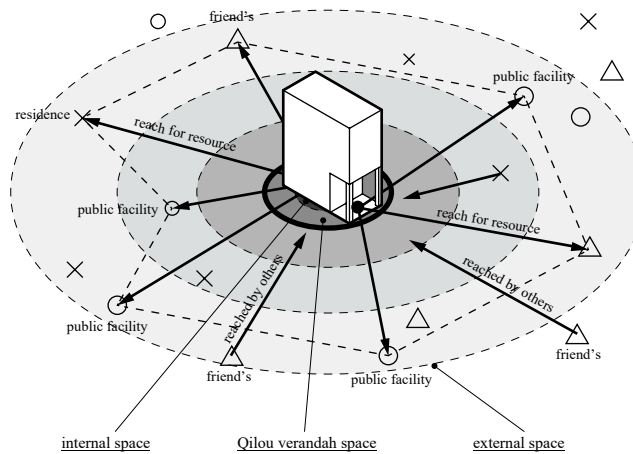 friend's
public facility
residence
reach for resource
public facility
reach for resource
reached by others
reached by others
public facility
friend's
public facility
friend's
internal space
Qilou verandah space
external space